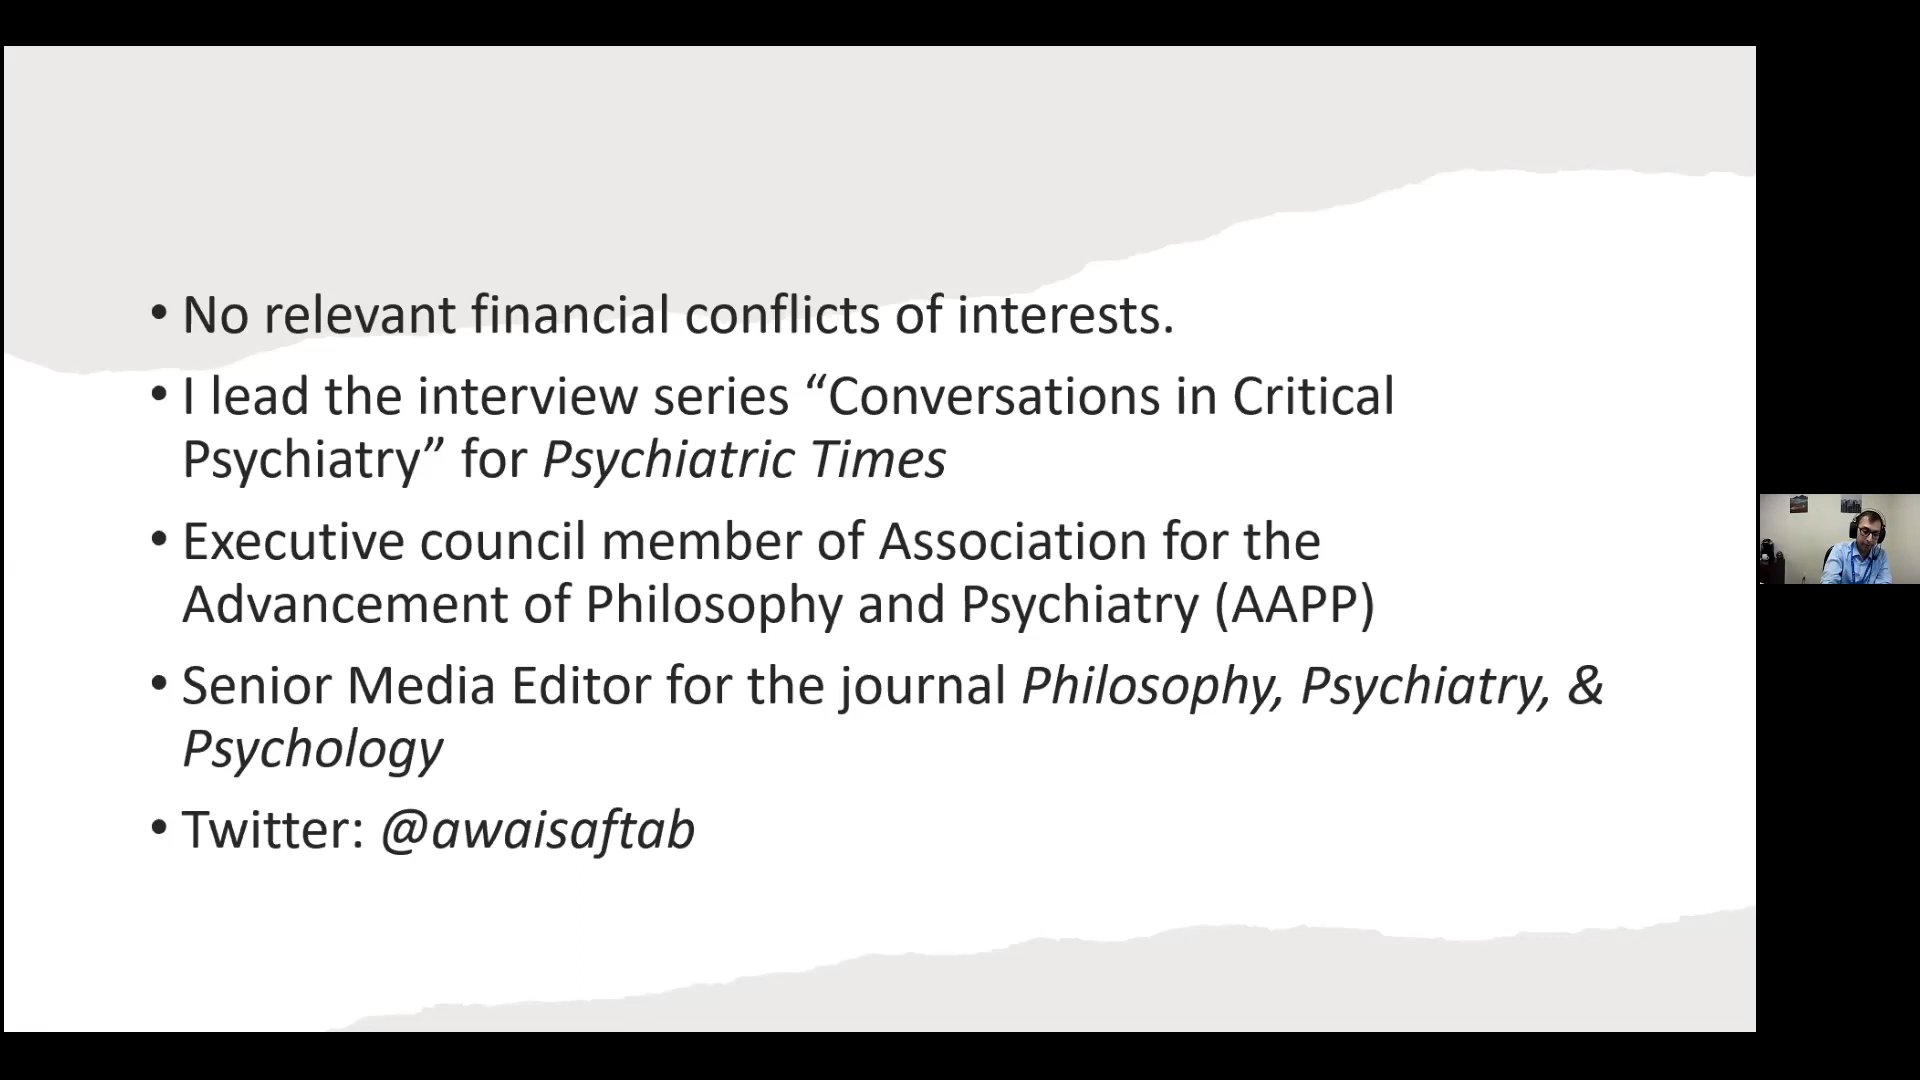 • No relevant financial conflicts of interests.
• I lead the interview series “Conversations in Critical
Psychiatry” for Psychiatric Times
• Executive council member of Association for the
Advancement of Philosophy and Psychiatry (AAPP)
• Senior Media Editor for the journal Philosophy, Psychiatry, &
Psychology
• Twitter: @awaisaftab